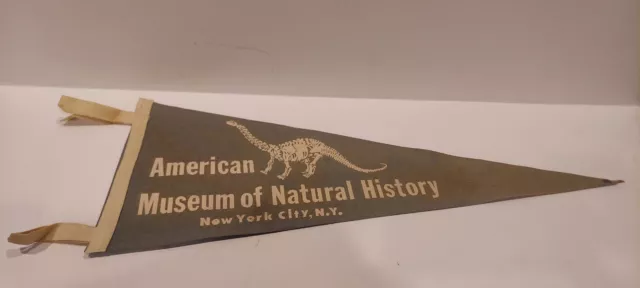 American
Museum of Natural History
New York City, N.Y.